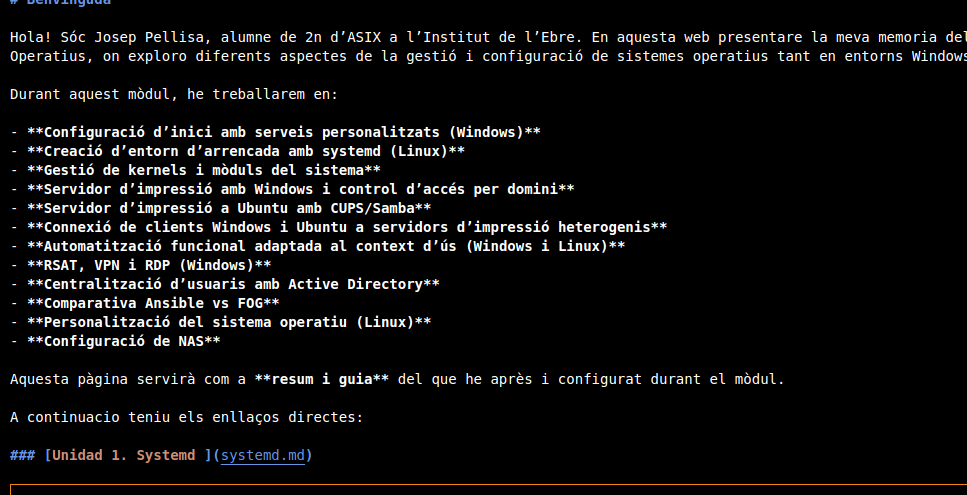 # Benvinguda
Hola! Sóc Josep Pellisa, alumne de 2n d’ASIX a l’Institut de l’Ebre. En aquesta web presentare la meva memoria del
Operatius, on exploro diferents aspectes de la gestió i configuració de sistemes operatius tant en entorns Windows
Durant aquest mòdul, he treballarem en:
- **Configuració d’inici amb serveis personalitzats (Windows)**
- **Creació d’entorn d’arrencada amb systemd (Linux)**
- **Gestió de kernels i mòduls del sistema**
- **Servidor d’impressió amb Windows i control d’accés per domini**
- **Servidor d’impressió a Ubuntu amb CUPS/Samba**
- **Connexió de clients Windows i Ubuntu a servidors d’impressió heterogenis**
- **Automatització funcional adaptada al context d’ús (Windows i Linux)**
- **RSAT, VPN i RDP (Windows)**
- **Centralització d’usuaris amb Active Directory**
- **Comparativa Ansible vs FOG**
- **Personalització del sistema operatiu (Linux)**
- **Configuració de NAS**
Aquesta pàgina servirà com a **resum i guia** del que he après i configurat durant el mòdul.
A continuacio teniu els enllaços directes:
### [Unidad 1. Systemd ](systemd.md)